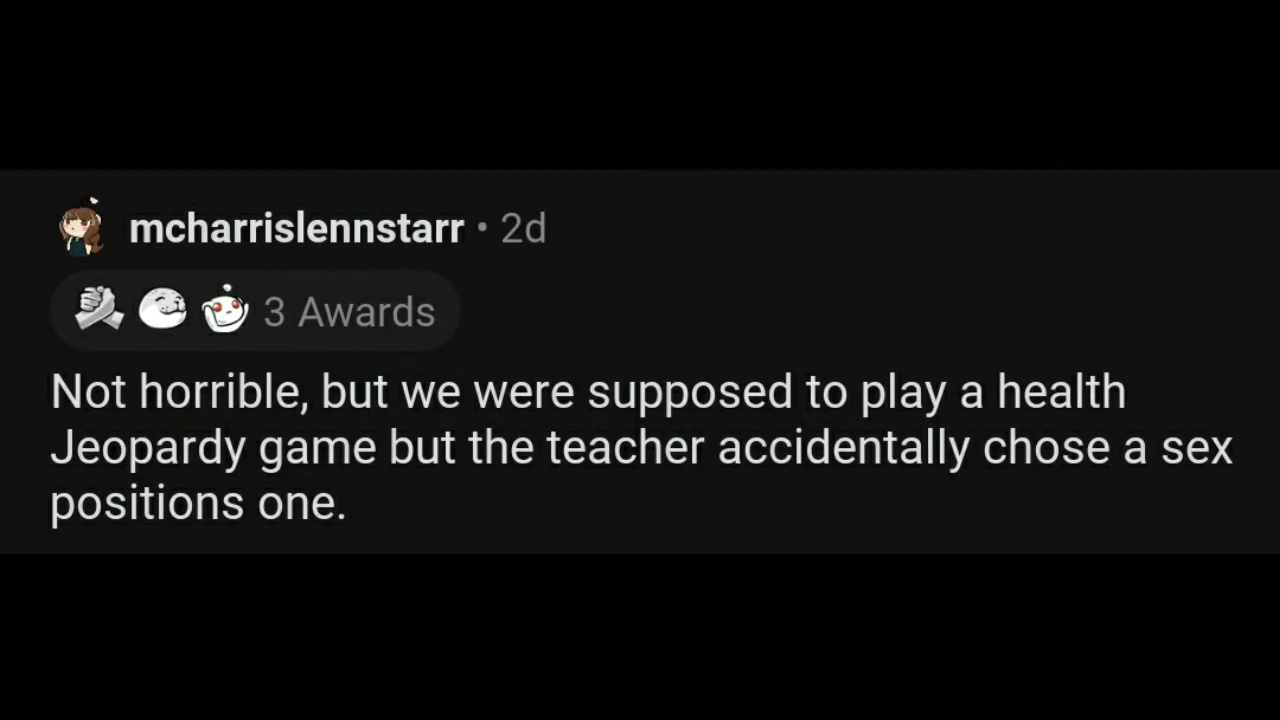 mcharrislennstarr • 2d
3 Awards
Not horrible, but we were supposed to play a health
Jeopardy game but the teacher accidentally chose a sex
positions one.